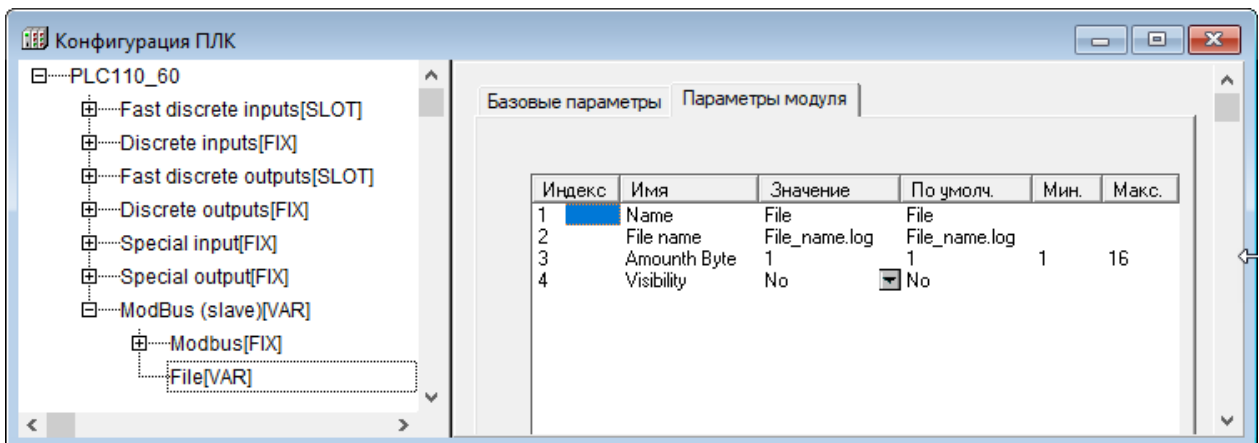 Конфигурация ПЛК
PLC110_60
Fast discrete inputs[SLOT]
Discrete inputs[FIX]
Fast discrete outputs[SLOT]
Discrete outputs[FIX]
Special input[FIX]
Special output[FIX]
ModBus (slave)[VAR]
Modbus[FIX]
File[VAR]
Базовые параметры Параметры модуля
Индекс Имя Значение По умолч. Мин. Макс.
1 Name File File
2 File name File_name.log File_name.log
3 Amounth Byte 1 1 1 16
4 Visibility No No